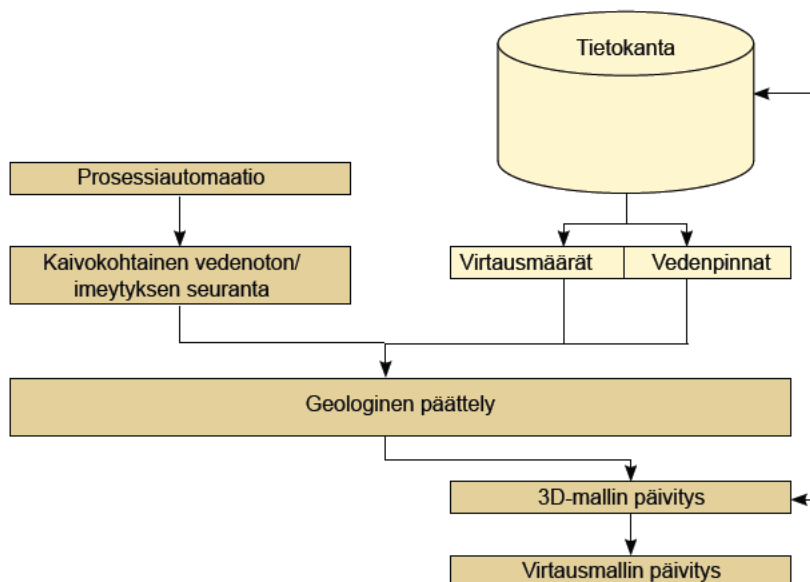 Tietokanta
Prosessiautomaatio
Kaivokohtainen vedenoton/
imeytyksen seuranta
Virtausmäärät
Vedenpinnat
Geologinen päättely
3D-mallin päivitys
Virtausmallin päivitys